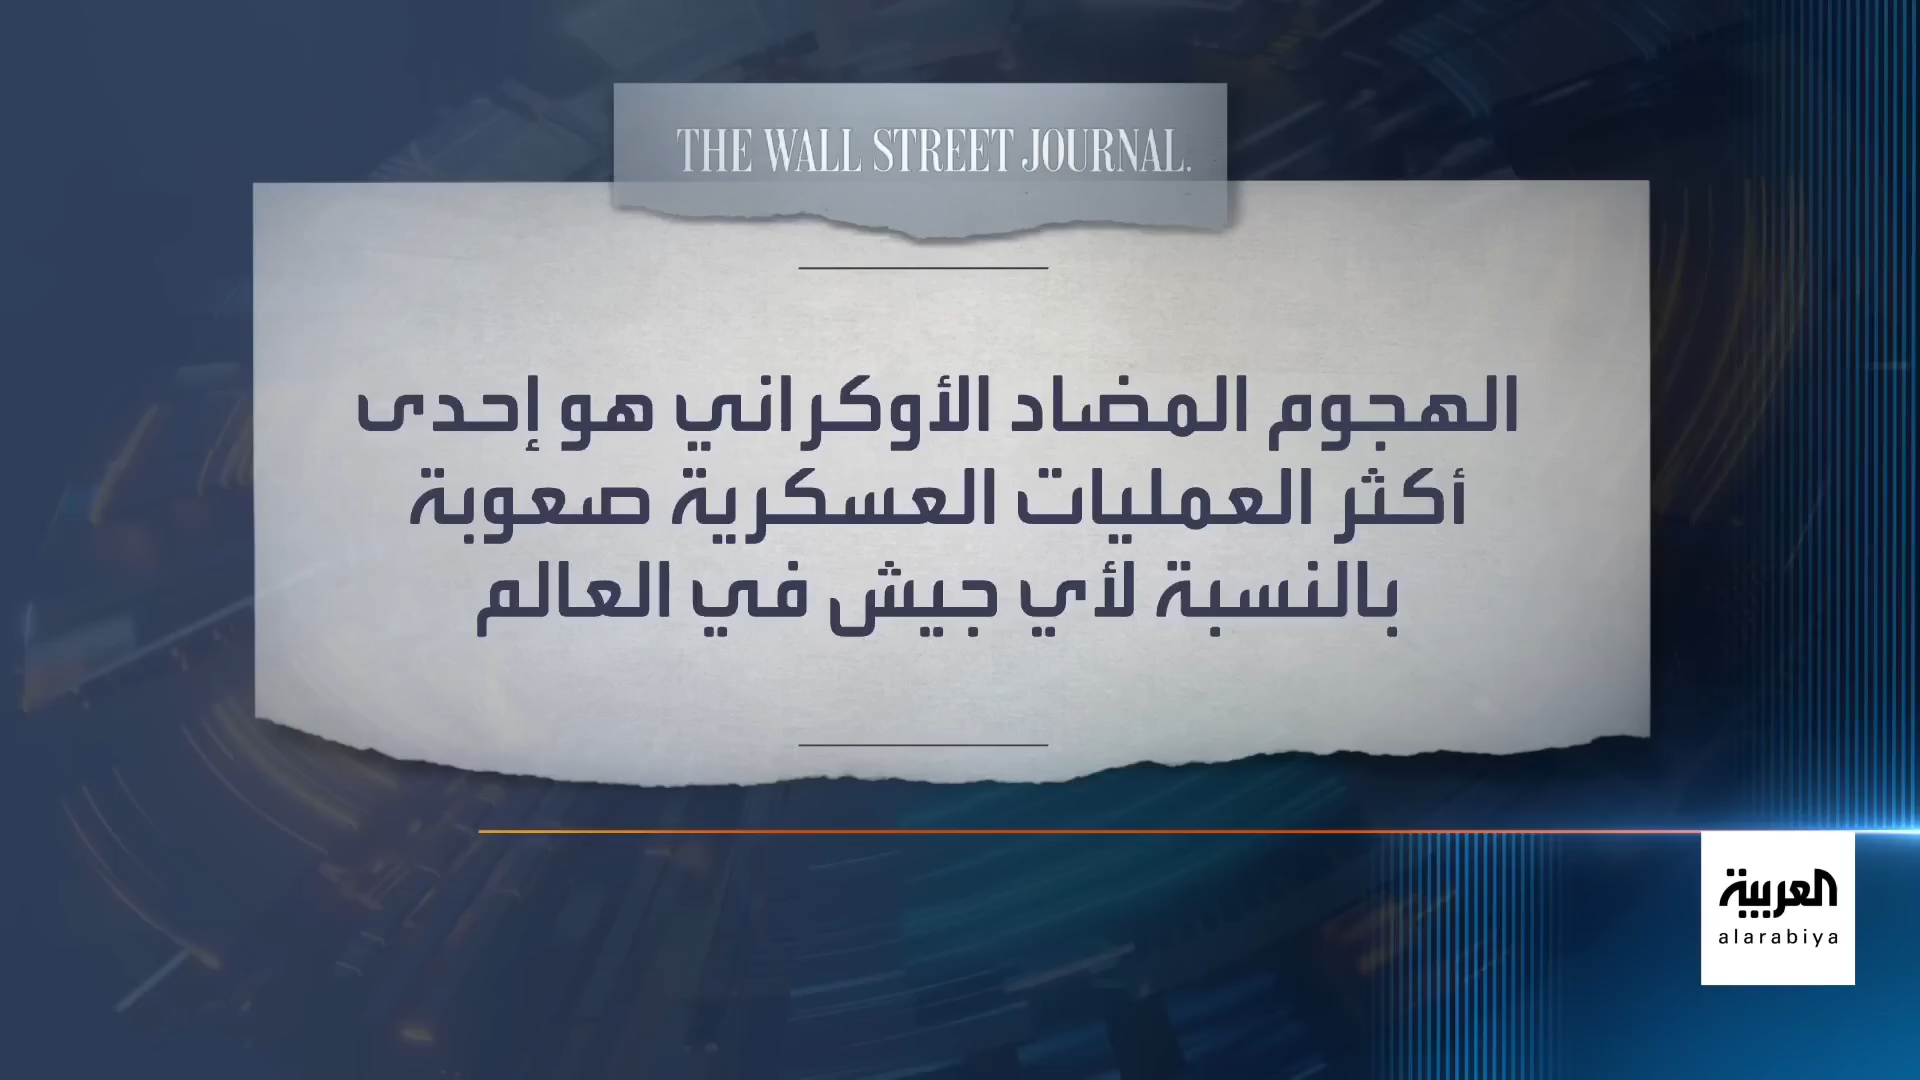 THE WALL STREET JOURNAL.
الهجوم المضاد الأوكراني هو إحدى
أكثر العمليات العسكرية صعوبة
بالنسبة لأي جيش في العالم
العربية
alarabiya